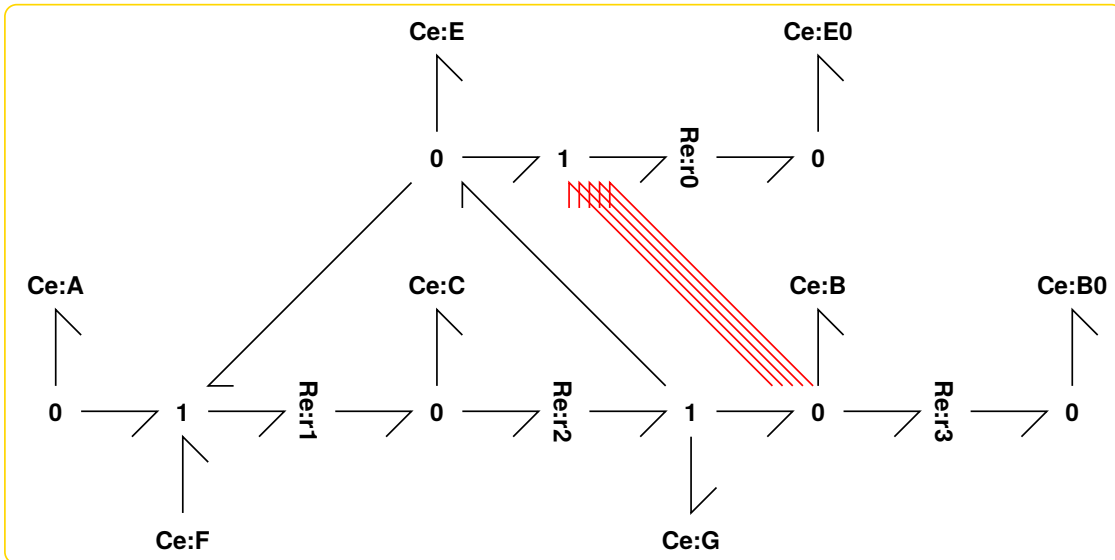 Ce:E Ce:E0
0 1 Re:r0 0
Ce:A Ce:C Ce:B Ce:B0
0 1 Re:r1 0 Re:r2 1 0 Re:r3 0
Ce:F Ce:G